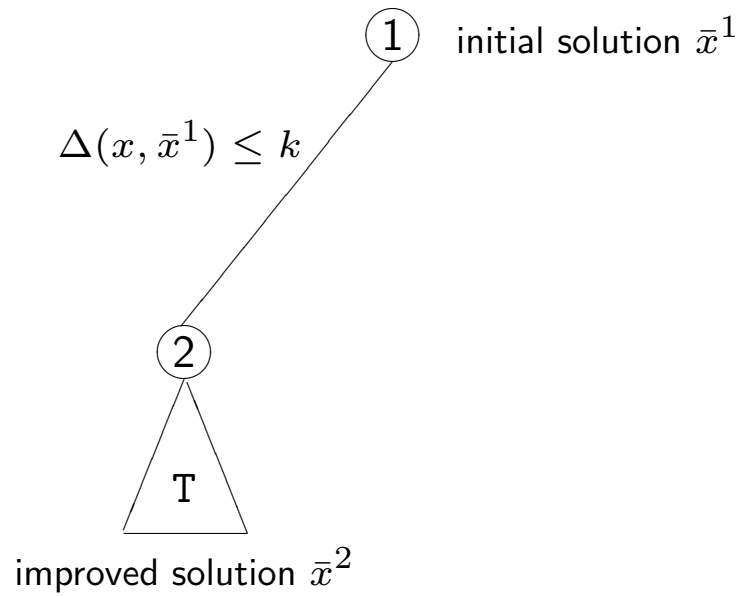 1 initial solution x̄¹
Δ(x, x̄¹) ≤ k
2
T
improved solution x̄²